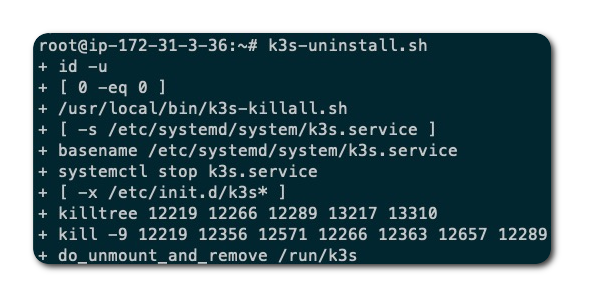 root@ip-172-31-3-36:~# k3s-uninstall.sh
+ id -u
+ [ 0 -eq 0 ]
+ /usr/local/bin/k3s-killall.sh
+ [ -s /etc/systemd/system/k3s.service ]
+ basename /etc/systemd/system/k3s.service
+ systemctl stop k3s.service
+ [ -x /etc/init.d/k3s* ]
+ killtree 12219 12266 12289 13217 13310
+ kill -9 12219 12356 12571 12266 12363 12657 12289
+ do_unmount_and_remove /run/k3s